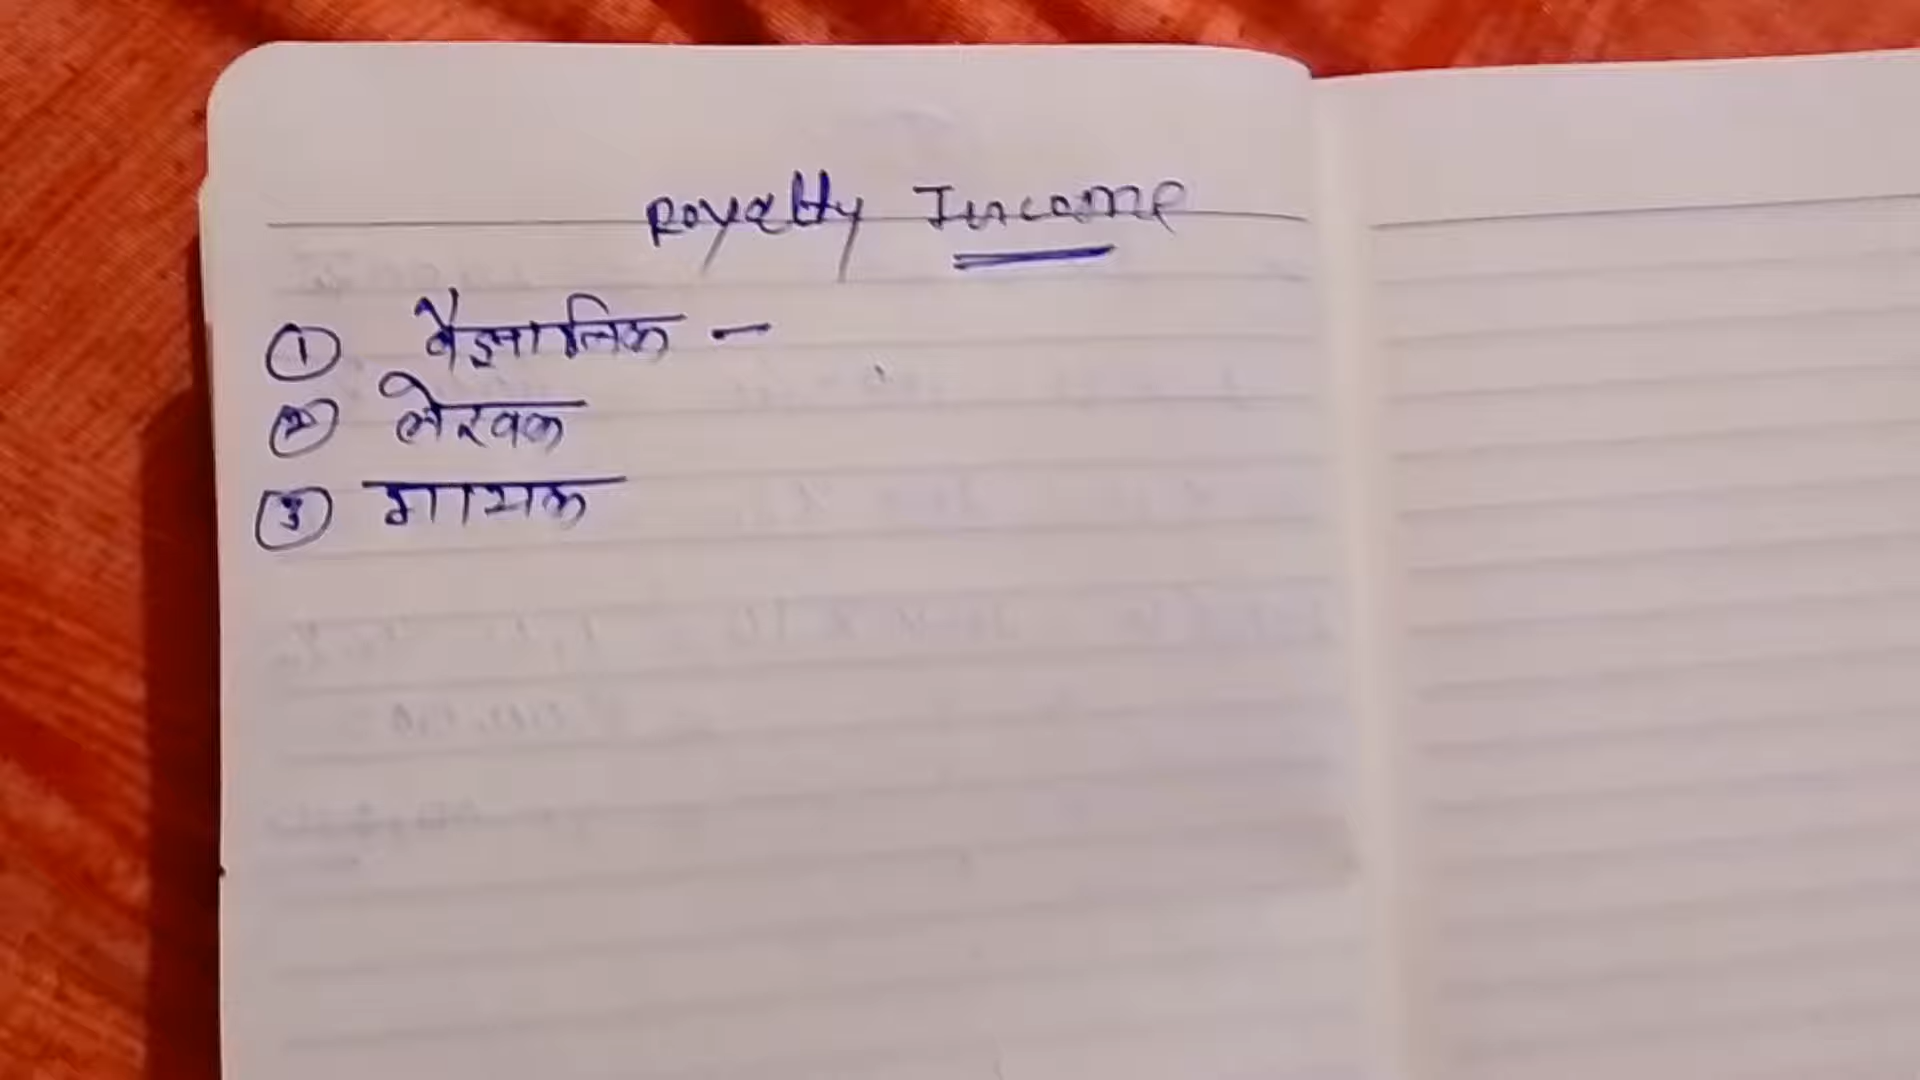 Royalty Income
① वैज्ञानिक –
② लेखक
③ गायक